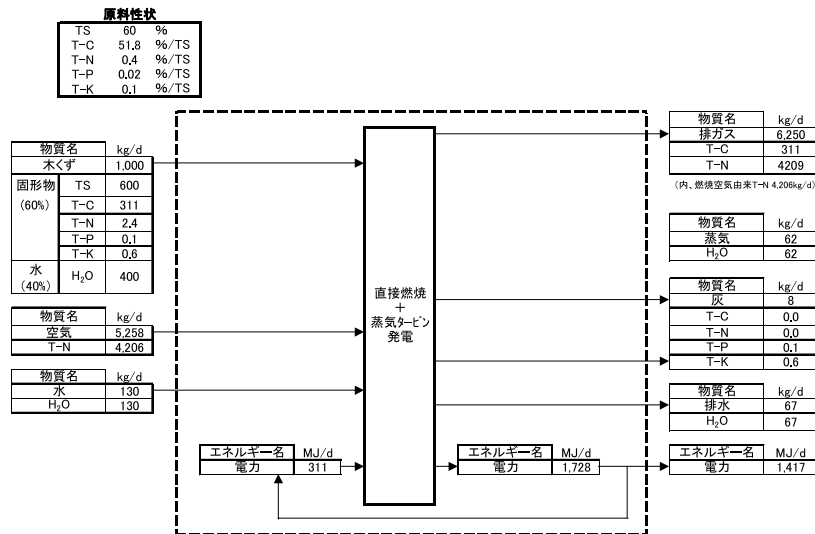 原料性状
TS 60 %
T-C 51.8 %/TS
T-N 0.4 %/TS
T-P 0.02 %/TS
T-K 0.1 %/TS
物質名 kg/d
木くず 1,000
固形物 (60%) TS 600
T-C 311
T-N 2.4
T-P 0.1
T-K 0.6
水 (40%) H₂O 400
物質名 kg/d
空気 5,258
T-N 4,206
物質名 kg/d
水 130
H₂O 130
エネルギー名 MJ/d
電力 311
直接燃焼
+
蒸気タービン
発電
エネルギー名 MJ/d
電力 1,728
物質名 kg/d
排ガス 6,250
T-C 311
T-N 4209
(内、燃焼空気由来T-N 4,206kg/d)
物質名 kg/d
蒸気 62
H₂O 62
物質名 kg/d
灰 8
T-C 0.0
T-N 0.0
T-P 0.1
T-K 0.6
物質名 kg/d
排水 67
H₂O 67
エネルギー名 MJ/d
電力 1,417